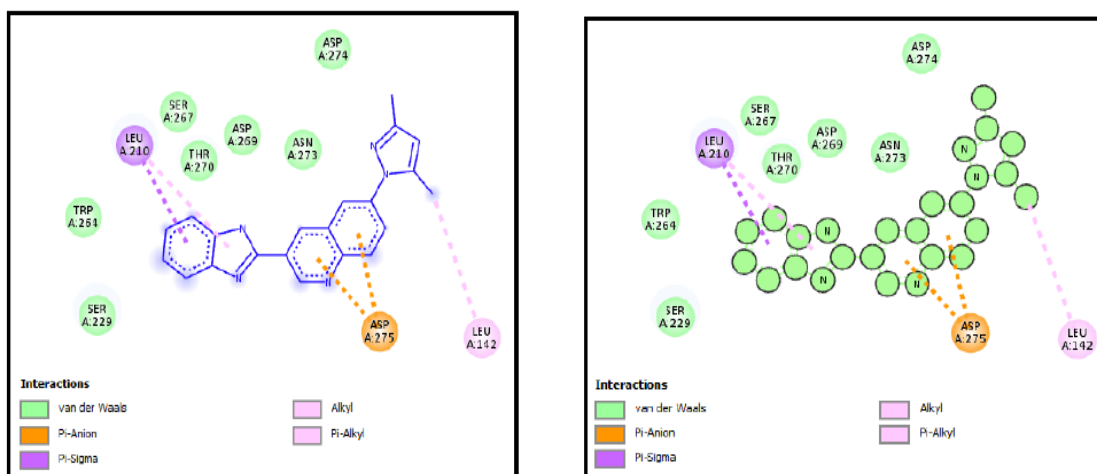 ASP
A:274
SER
A:267
LEU
A:210
ASP
A:269
THR
A:270
ASN
A:273
N
N
TRP
A:264
N
N
N
SER
A:229
ASP
A:275
LEU
A:142
Interactions
van der Waals
Pi-Anion
Pi-Sigma
Alkyl
Pi-Alkyl
ASP
A:274
SER
A:267
LEU
A:210
ASP
A:269
THR
A:270
ASN
A:273
N
N
TRP
A:264
N
N
N
SER
A:229
ASP
A:275
LEU
A:142
Interactions
van der Waals
Pi-Anion
Pi-Sigma
Alkyl
Pi-Alkyl